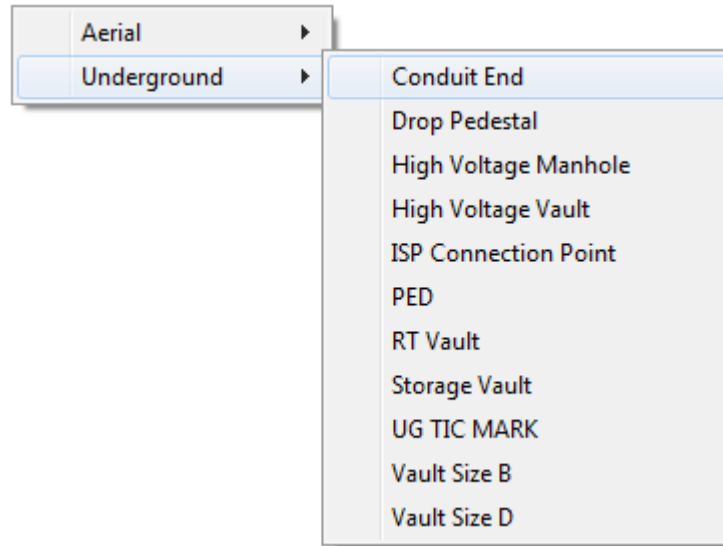 Aerial
Underground
Conduit End
Drop Pedestal
High Voltage Manhole
High Voltage Vault
ISP Connection Point
PED
RT Vault
Storage Vault
UG TIC MARK
Vault Size B
Vault Size D